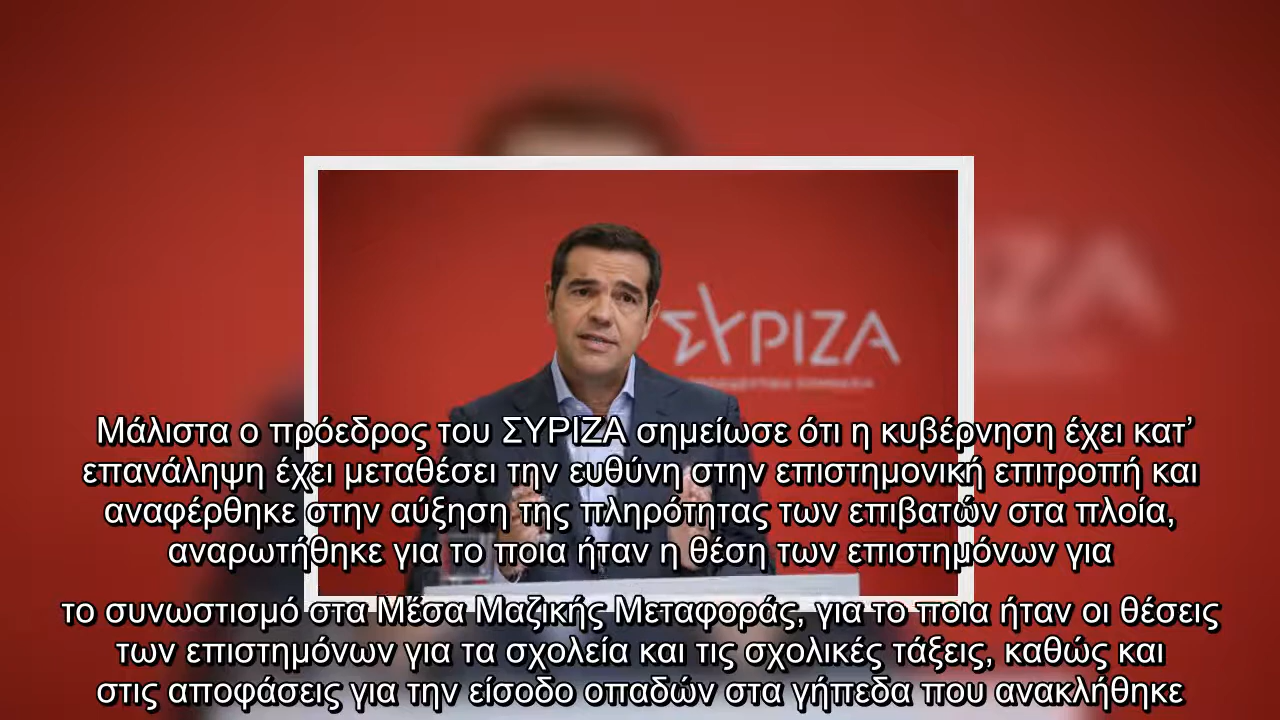 ΣΥΡΙΖΑ
Μάλιστα ο πρόεδρος του ΣΥΡΙΖΑ σημείωσε ότι η κυβέρνηση έχει κατ’
επανάληψη έχει μεταθέσει την ευθύνη στην επιστημονική επιτροπή και
αναφέρθηκε στην αύξηση της πληρότητας των επιβατών στα πλοία,
αναρωτήθηκε για το ποια ήταν η θέση των επιστημόνων για
το συνωστισμό στα Μέσα Μαζικής Μεταφοράς, για το ποια ήταν οι θέσεις
των επιστημόνων για τα σχολεία και τις σχολικές τάξεις, καθώς και
στις αποφάσεις για την είσοδο οπαδών στα γήπεδα που ανακλήθηκε